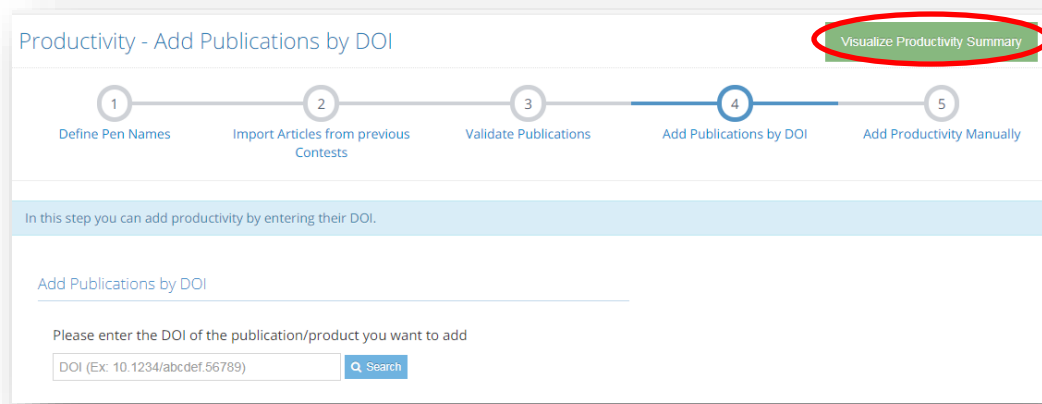 Productivity - Add Publications by DOI
Visualize Productivity Summary
1
2
3
4
5
Define Pen Names
Import Articles from previous
Contests
Validate Publications
Add Publications by DOI
Add Productivity Manually
In this step you can add productivity by entering their DOI.
Add Publications by DOI
Please enter the DOI of the publication/product you want to add
DOI (Ex: 10.1234/abcdef.56789)
Search